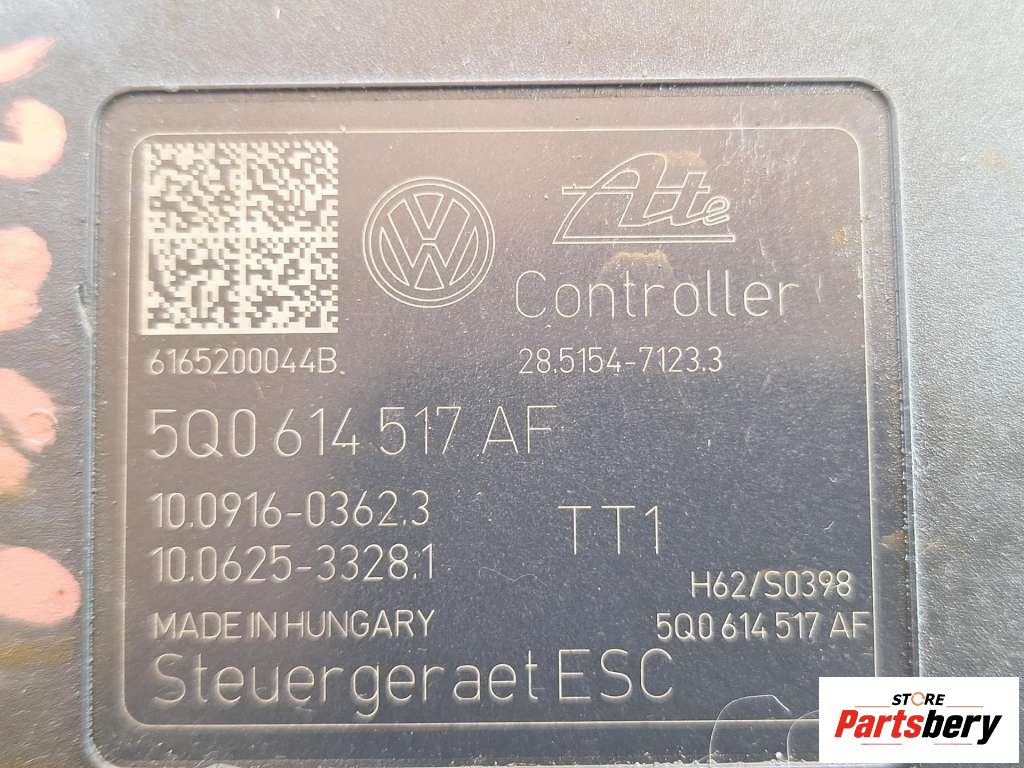 Ate
Controller
6165200044B
28.5154-7123.3
5Q0 614 517 AF
10.0916-0362.3
TT1
10.0625-3328.1
H62/S0398
MADE IN HUNGARY
5Q0 614 517 AF
Steuergeraet ESC
STORE
Partsbery